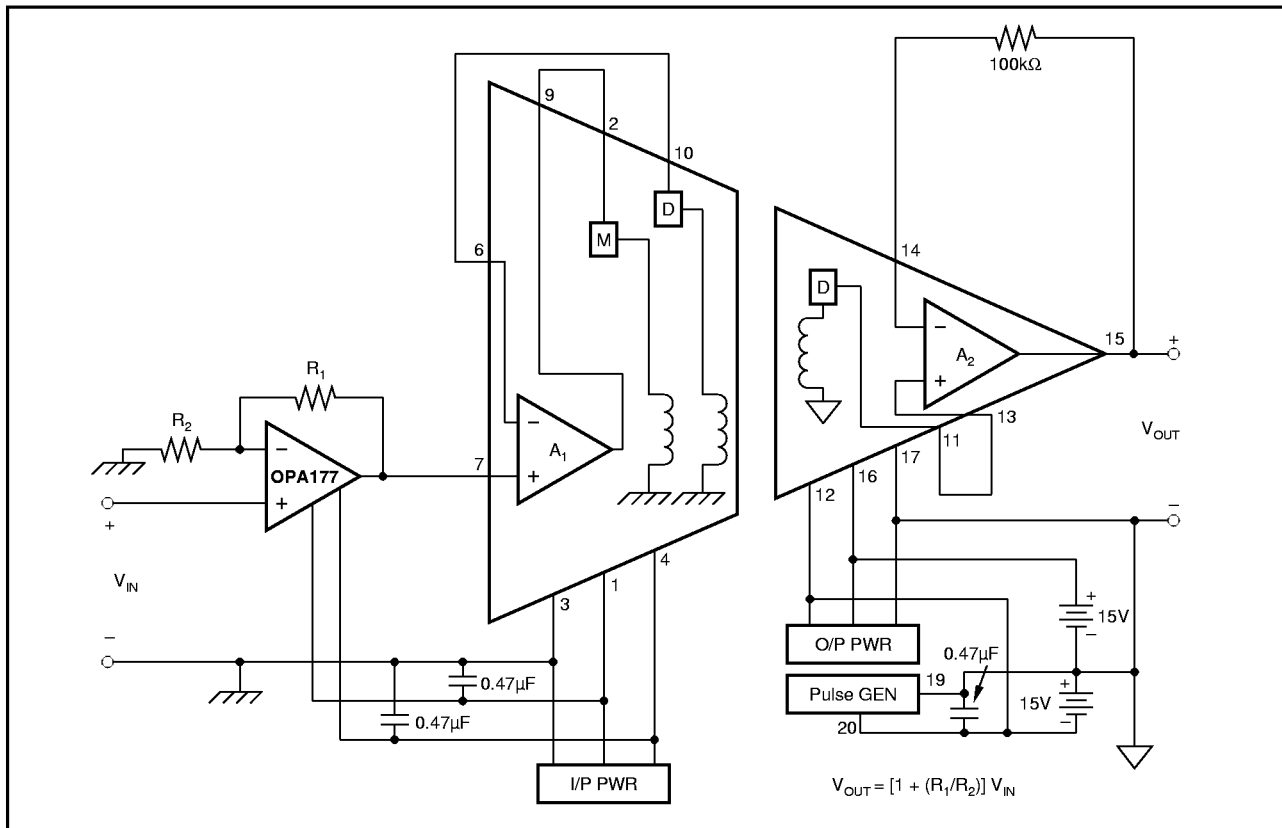 100kΩ
9
2
10
D
M
6
14
D
−
A2
+
15
+
R1
R2
−
OPA177
+
−
A1
+
7
13
11
17
16
12
VOUT
+
VIN
−
4
1
3
−
+
15V
−
O/P PWR
0.47µF
0.47µF
Pulse GEN
19
20
+
15V
−
0.47µF
I/P PWR
VOUT = [1 + (R1/R2)] VIN